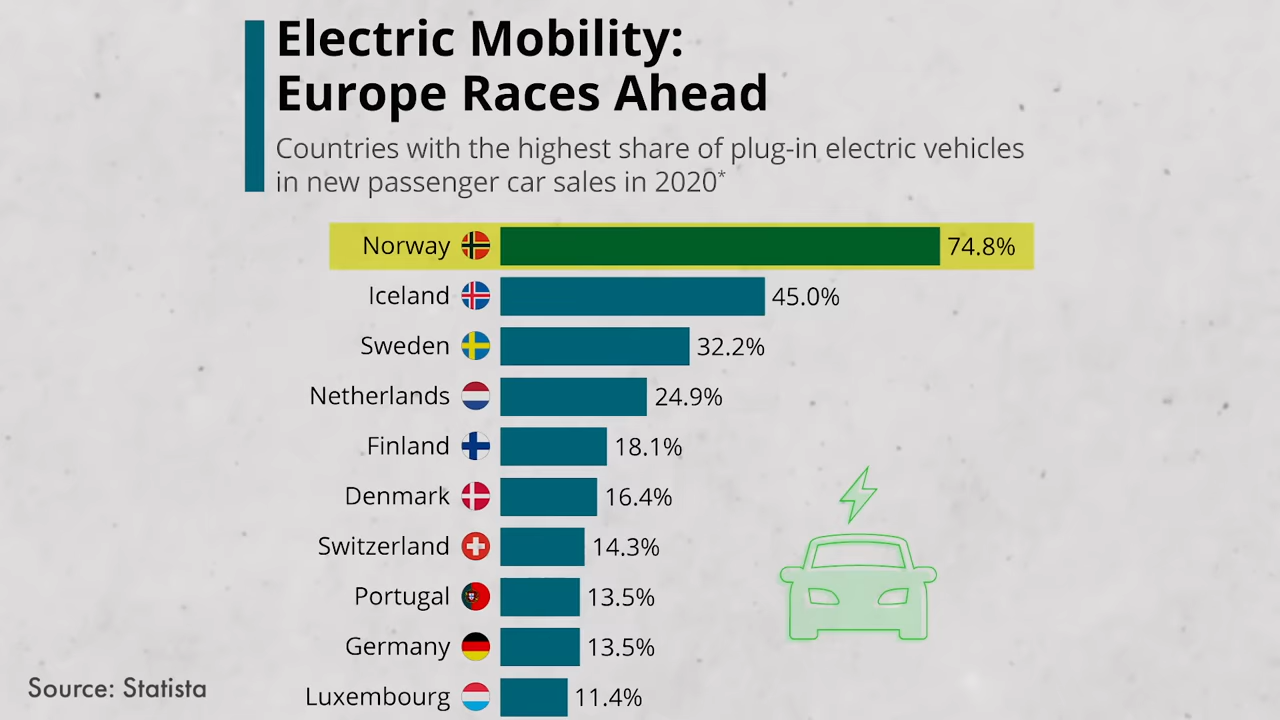 Electric Mobility:
Europe Races Ahead
Countries with the highest share of plug-in electric vehicles
in new passenger car sales in 2020*
Norway 74.8%
Iceland 45.0%
Sweden 32.2%
Netherlands 24.9%
Finland 18.1%
Denmark 16.4%
Switzerland 14.3%
Portugal 13.5%
Germany 13.5%
Luxembourg 11.4%
Source: Statista